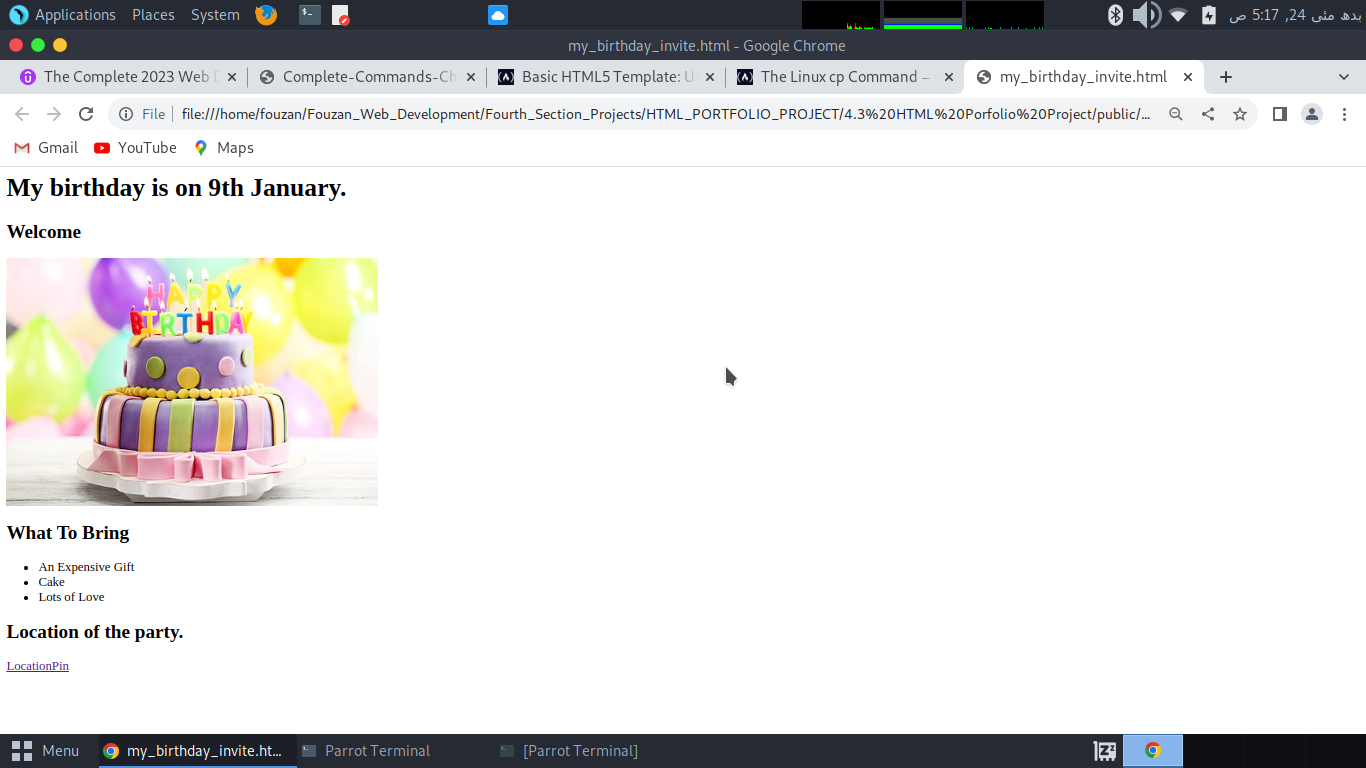 Applications Places System بدھ مئی 24, 5:17 ص
my_birthday_invite.html - Google Chrome
The Complete 2023 Web D Complete-Commands-Ch Basic HTML5 Template: U The Linux cp Command – my_birthday_invite.html
File file:///home/fouzan/Fouzan_Web_Development/Fourth_Section_Projects/HTML_PORTFOLIO_PROJECT/4.3%20HTML%20Porfolio%20Project/public/...
Gmail YouTube Maps
My birthday is on 9th January.
Welcome
HAPPY
BIRTHDAY
What To Bring
An Expensive Gift
Cake
Lots of Love
Location of the party.
LocationPin
Menu my_birthday_invite.ht... Parrot Terminal [Parrot Terminal]